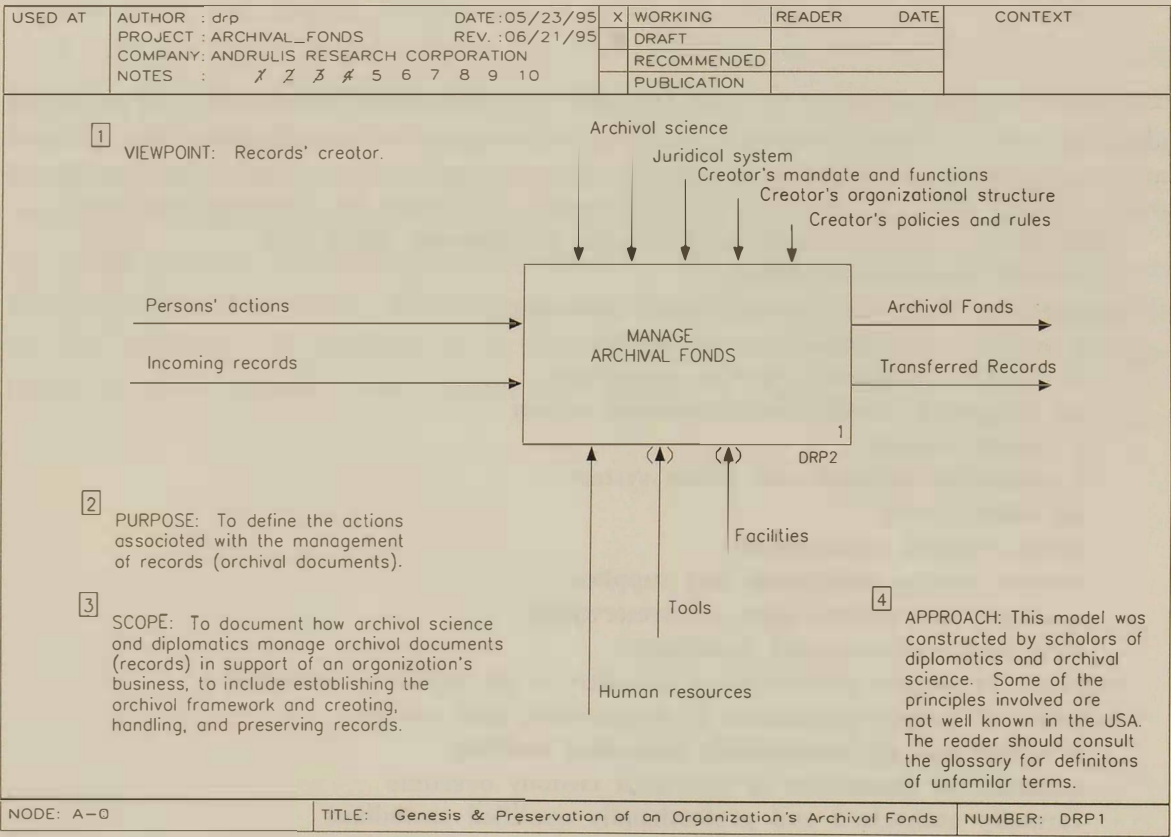 USED AT
AUTHOR : drp DATE: 05/23/95
PROJECT : ARCHIVAL_FONDS REV. : 06/21/95
COMPANY: ANDRULIS RESEARCH CORPORATION
NOTES : 1 2 3 4 5 6 7 8 9 10
X WORKING
DRAFT
RECOMMENDED
PUBLICATION
READER DATE
CONTEXT
1
VIEWPOINT: Records' creator.
Archival science
Juridical system
Creator's mandate and functions
Creator's organizational structure
Creator's policies and rules
Persons' actions
Incoming records
MANAGE
ARCHIVAL FONDS
1
DRP2
Archival Fonds
Transferred Records
( ) ( )
Facilities
Tools
Human resources
2
PURPOSE: To define the actions
associated with the management
of records (archival documents).
3
SCOPE: To document how archival science
and diplomatics manage archival documents
(records) in support of an organization's
business, to include establishing the
archival framework and creating,
handling, and preserving records.
4
APPROACH: This model was
constructed by scholars of
diplomatics and archival
science. Some of the
principles involved are
not well known in the USA.
The reader should consult
the glossary for definitons
of unfamilar terms.
NODE: A-0
TITLE: Genesis & Preservation of an Organization's Archival Fonds
NUMBER: DRP1